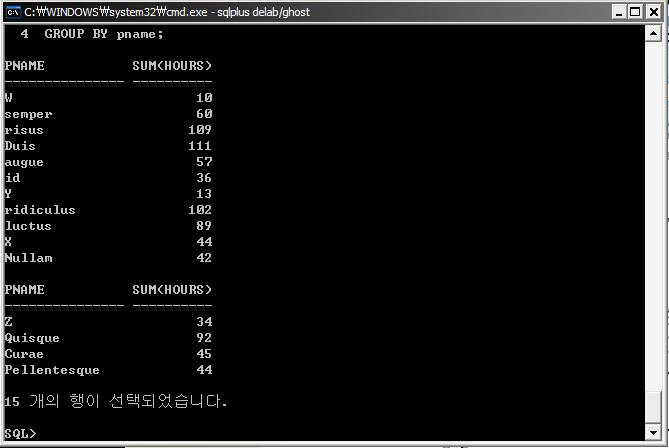 C:₩WINDOWS₩system32₩cmd.exe - sqlplus delab/ghost
4 GROUP BY pname;
PNAME SUM(HOURS)
--------------- ----------
W 10
semper 60
risus 109
Duis 111
augue 57
id 36
Y 13
ridiculus 102
luctus 89
X 44
Nullam 42
PNAME SUM(HOURS)
--------------- ----------
Z 34
Quisque 92
Curae 45
Pellentesque 44
15 개의 행이 선택되었습니다.
SQL>